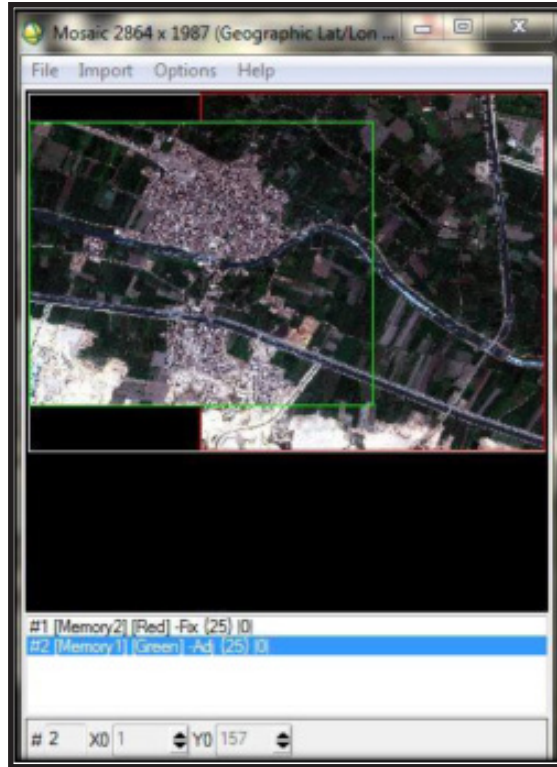 Mosaic 2864 x 1987 (Geographic Lat/Lon ...
File Import Options Help
#1 [Memory2] [Red] -Fix (25) |0|
#2 [Memory1] [Green] -Adj (25) |0|
# 2 X0 1 Y0 157